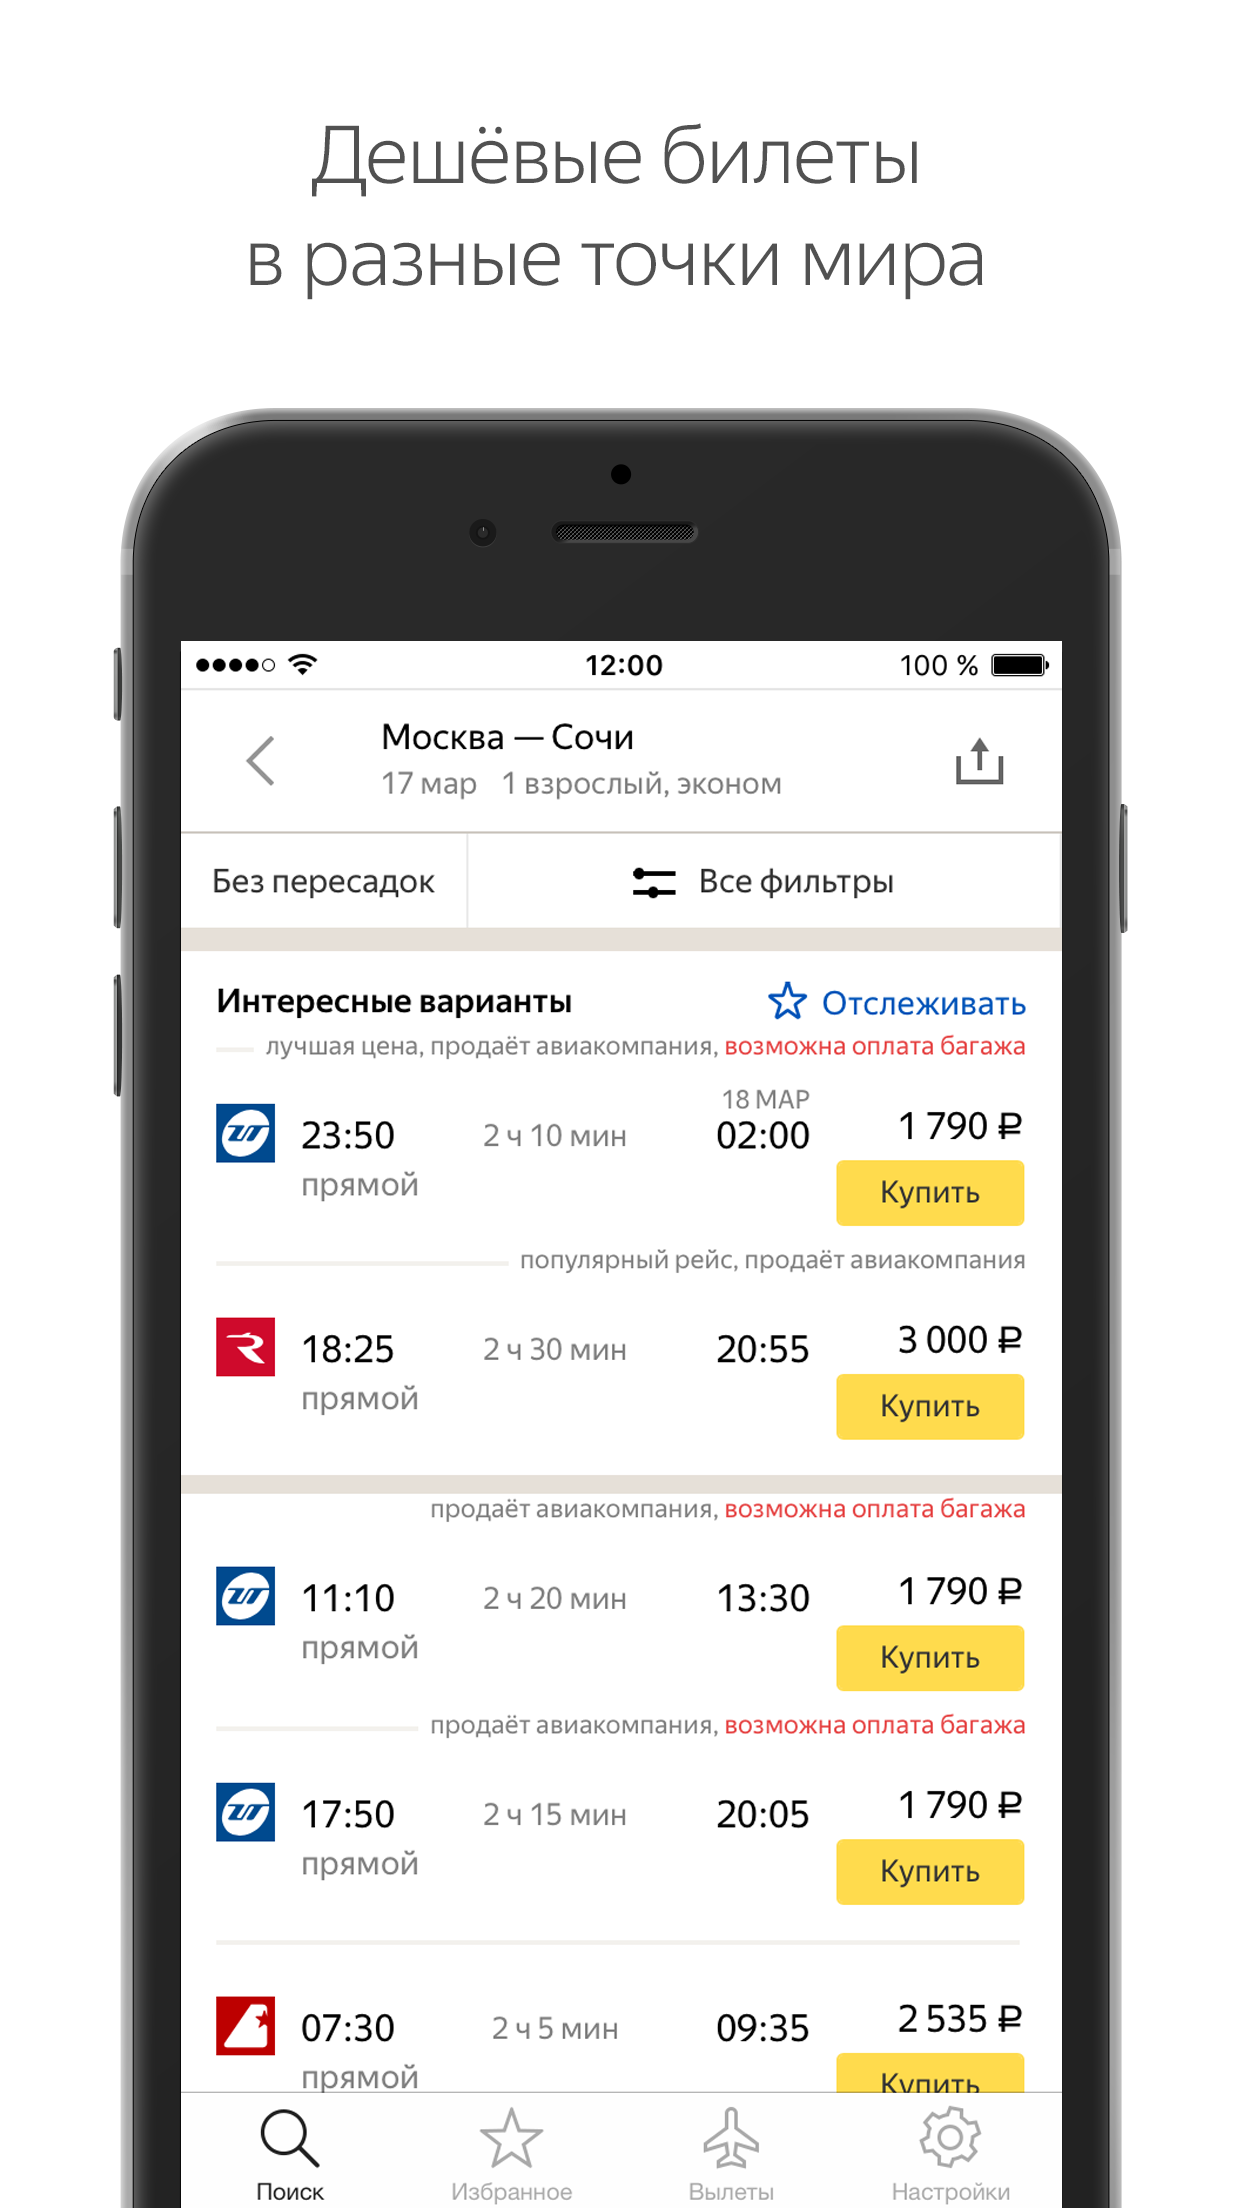 Дешёвые билеты
в разные точки мира
12:00
100 %
Москва — Сочи
17 мар 1 взрослый, эконом
Без пересадок
Все фильтры
Интересные варианты
Отслеживать
лучшая цена, продаёт авиакомпания, возможна оплата багажа
18 МАР
23:50 2 ч 10 мин 02:00 1 790 ₽
прямой
Купить
популярный рейс, продаёт авиакомпания
18:25 2 ч 30 мин 20:55 3 000 ₽
прямой
Купить
продаёт авиакомпания, возможна оплата багажа
11:10 2 ч 20 мин 13:30 1 790 ₽
прямой
Купить
продаёт авиакомпания, возможна оплата багажа
17:50 2 ч 15 мин 20:05 1 790 ₽
прямой
Купить
07:30 2 ч 5 мин 09:35 2 535 ₽
прямой
Купить
Поиск Избранное Вылеты Настройки